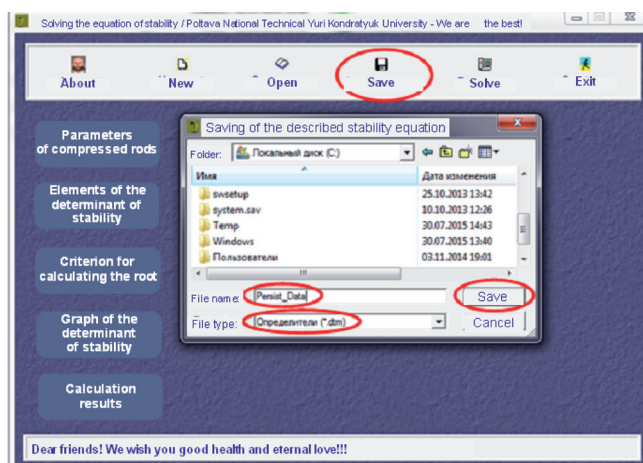 Solving the equation of stability / Poltava National Technical Yuri Kondratyuk University - We are the best!
About New Open Save Solve Exit
Parameters
of compressed rods
Elements of the
determinant of
stability
Criterion for
calculating the root
Graph of the
determinant
of stability
Calculation
results
Saving of the described stability equation
Folder: Локальный диск (C:)
Имя Дата изменения
swsetup 25.10.2013 13:42
system.sav 10.10.2013 12:26
Temp 30.07.2015 14:43
Windows 30.07.2015 13:40
Пользователи 03.11.2014 19:01
File name: Persist_Data Save
File type: Определители (*.dtm) Cancel
Dear friends! We wish you good health and eternal love!!!